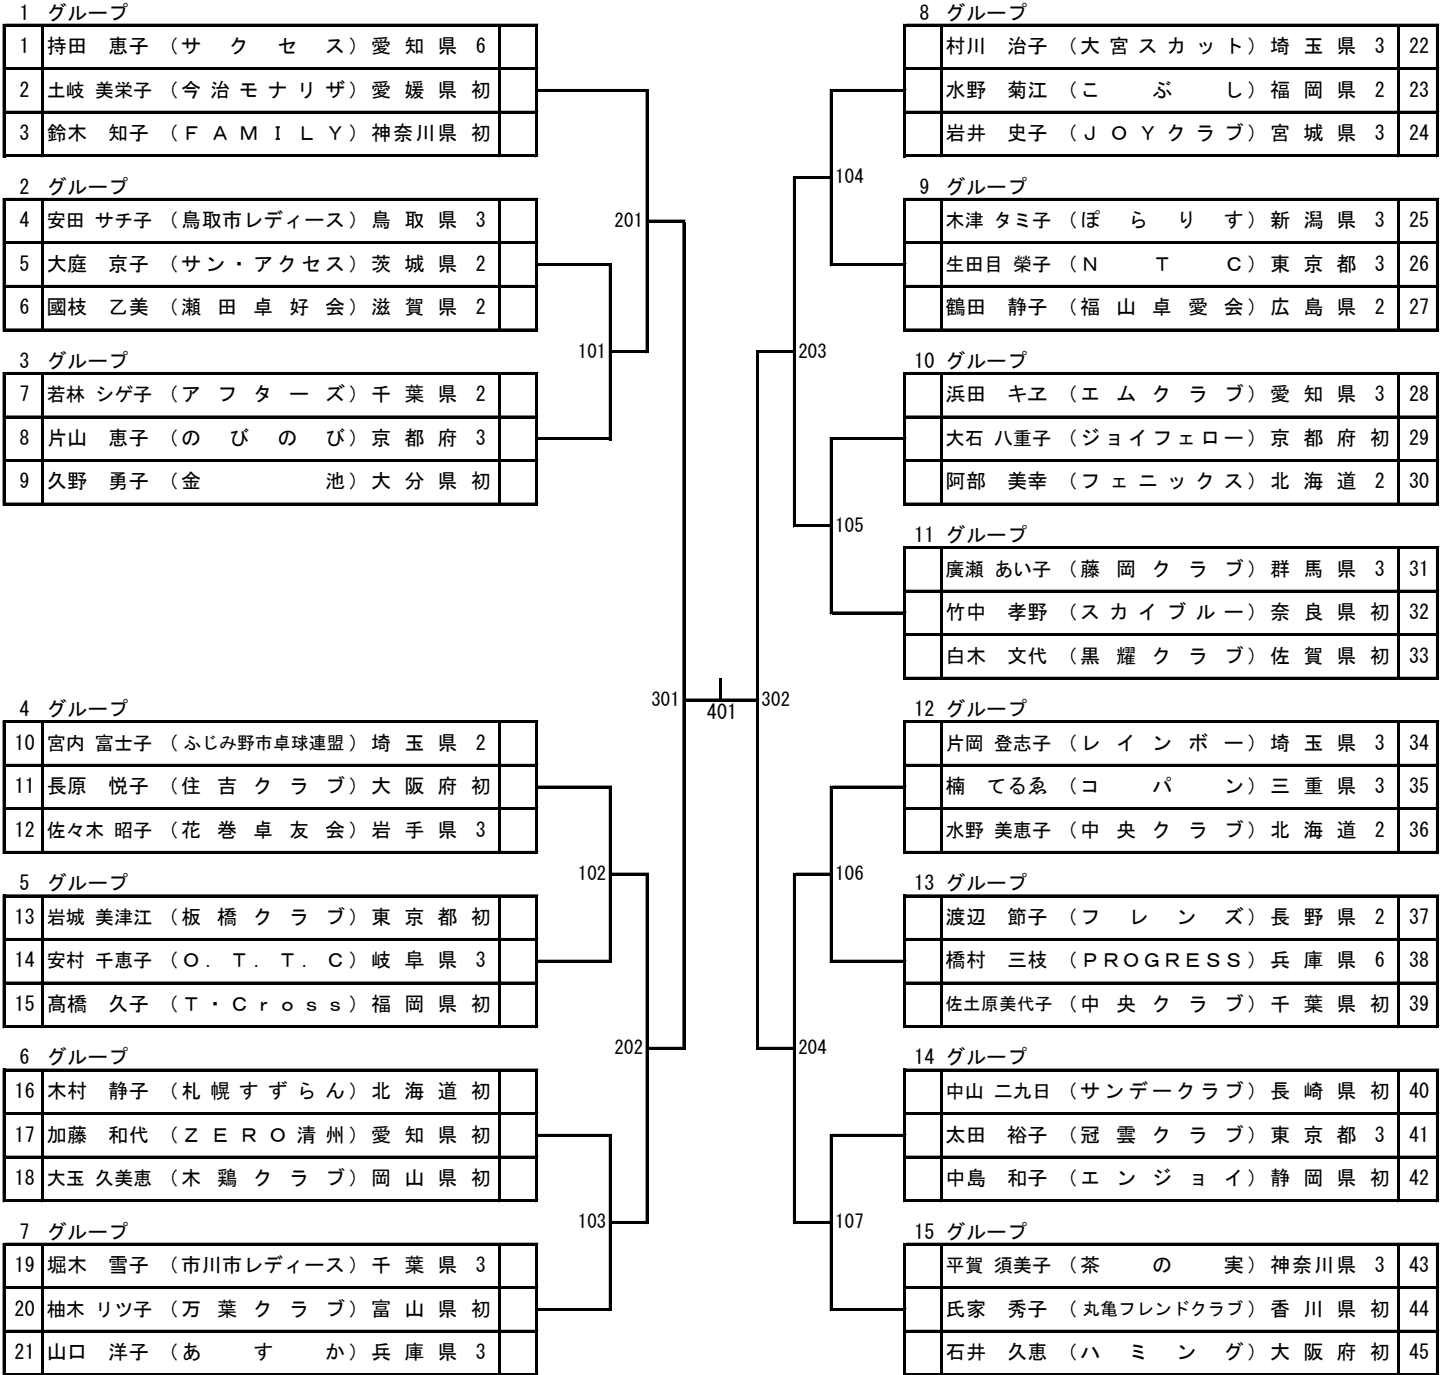 1 グループ
1 持田 恵子 （サクセス）愛知県 6
2 土岐 美栄子 （今治モナリザ）愛媛県 初
3 鈴木 知子 （ＦＡＭＩＬＹ）神奈川県 初
2 グループ
4 安田 サチ子 （鳥取市レディース）鳥取県 3
5 大庭 京子 （サン・アクセス）茨城県 2
6 國枝 乙美 （瀬田卓好会）滋賀県 2
3 グループ
7 若林 シゲ子 （アフターズ）千葉県 2
8 片山 恵子 （のびのび）京都府 3
9 久野 勇子 （金池）大分県 初
4 グループ
10 宮内 富士子 （ふじみ野市卓球連盟）埼玉県 2
11 長原 悦子 （住吉クラブ）大阪府 初
12 佐々木 昭子 （花巻卓友会）岩手県 3
5 グループ
13 岩城 美津江 （板橋クラブ）東京都 初
14 安村 千恵子 （Ｏ．Ｔ．Ｔ．Ｃ）岐阜県 3
15 髙橋 久子 （Ｔ・Ｃｒｏｓｓ）福岡県 初
6 グループ
16 木村 静子 （札幌すずらん）北海道 初
17 加藤 和代 （ＺＥＲＯ清州）愛知県 初
18 大玉 久美恵 （木鶏クラブ）岡山県 初
7 グループ
19 堀木 雪子 （市川市レディース）千葉県 3
20 柚木 リツ子 （万葉クラブ）富山県 初
21 山口 洋子 （あすか）兵庫県 3
201
101
102
202
103
301
401
302
104
203
105
106
204
107
8 グループ
村川 治子 （大宮スカット）埼玉県 3 22
水野 菊江 （こぶし）福岡県 2 23
岩井 史子 （ＪＯＹクラブ）宮城県 3 24
9 グループ
木津 タミ子 （ぽらりす）新潟県 3 25
生田目 榮子 （ＮＴＣ）東京都 3 26
鶴田 静子 （福山卓愛会）広島県 2 27
10 グループ
浜田 キヱ （エムクラブ）愛知県 3 28
大石 八重子 （ジョイフェロー）京都府 初 29
阿部 美幸 （フェニックス）北海道 2 30
11 グループ
廣瀬 あい子 （藤岡クラブ）群馬県 3 31
竹中 孝野 （スカイブルー）奈良県 初 32
白木 文代 （黒耀クラブ）佐賀県 初 33
12 グループ
片岡 登志子 （レインボー）埼玉県 3 34
楠 てるゑ （コパン）三重県 3 35
水野 美恵子 （中央クラブ）北海道 2 36
13 グループ
渡辺 節子 （フレンズ）長野県 2 37
橋村 三枝 （ＰＲＯＧＲＥＳＳ）兵庫県 6 38
佐土原美代子 （中央クラブ）千葉県 初 39
14 グループ
中山 二九日 （サンデークラブ）長崎県 初 40
太田 裕子 （冠雲クラブ）東京都 3 41
中島 和子 （エンジョイ）静岡県 初 42
15 グループ
平賀 須美子 （茶の実）神奈川県 3 43
氏家 秀子 （丸亀フレンドクラブ）香川県 初 44
石井 久恵 （ハミング）大阪府 初 45